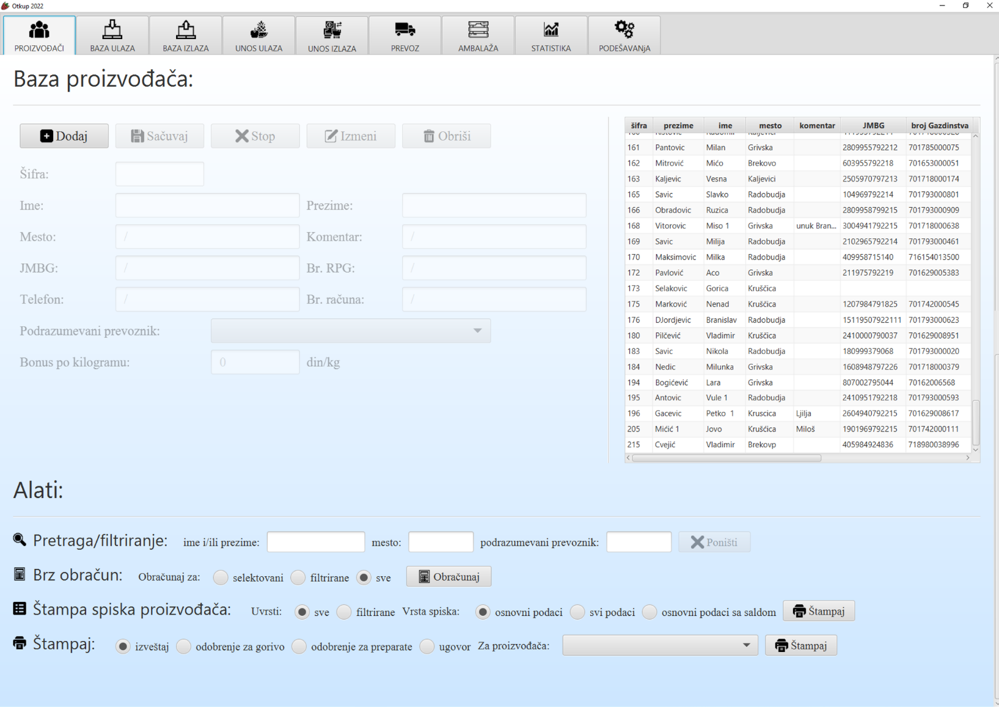 Otkup 2022
PROIZVOĐAČI BAZA ULAZA BAZA IZLAZA UNOS ULAZA UNOS IZLAZA PREVOZ AMBALAŽA STATISTIKA PODEŠAVANJA
Baza proizvođača:
Dodaj Sačuvaj Stop Izmeni Obriši
Šifra:
Ime: Prezime:
Mesto: / Komentar: /
JMBG: / Br. RPG: /
Telefon: / Br. računa: /
Podrazumevani prevoznik:
Bonus po kilogramu: 0 din/kg
šifra prezime ime mesto komentar JMBG broj Gazdinstva
161 Pantovic Milan Grivska 2809955792212 701785000075
162 Mitrović Mićo Brekovo 603955792218 701653000051
163 Kaljevic Vesna Kaljevici 2505970797213 701718000174
165 Savic Slavko Radobudja 104969792214 701793000801
166 Obradovic Ruzica Radobudja 2809958799215 701793000909
168 Vitorovic Miso 1 Grivska unuk Bran... 3004941792215 701718000638
169 Savic Milija Radobudja 2102965792214 701793000461
170 Maksimovic Milka Radobudja 409958715140 716154013500
172 Pavlović Aco Grivska 211975792219 701629005383
173 Selakovic Gorica Kruščica
175 Marković Nenad Kruščica 1207984791825 701742000545
176 DJordjevic Branislav Radobudja 15119507922111 701793000623
180 Pilčević Vladimir Kruščica 2410000790037 701629008951
183 Savic Nikola Radobudja 180999379068 701793000020
184 Nedic Milunka Grivska 1608948797226 701718000379
194 Bogićević Lara Grivska 807002795044 70162006568
195 Antovic Vule 1 Radobudja 2410951792218 701793000593
196 Gacevic Petko 1 Kruscica Ljilja 2604940792215 701629008617
205 Mićić 1 Jovo Krušćica Miloš 1901969792215 701742000111
215 Cvejić Vladimir Brekovp 405984924836 718980038996
Alati:
Pretraga/filtriranje: ime i/ili prezime: mesto: podrazumevani prevoznik: Poništi
Brz obračun: Obračunaj za: selektovani filtrirane sve Obračunaj
Štampa spiska proizvođača: Uvrsti: sve filtrirane Vrsta spiska: osnovni podaci svi podaci osnovni podaci sa saldom Štampaj
Štampaj: izveštaj odobrenje za gorivo odobrenje za preparate ugovor Za proizvođača: Štampaj